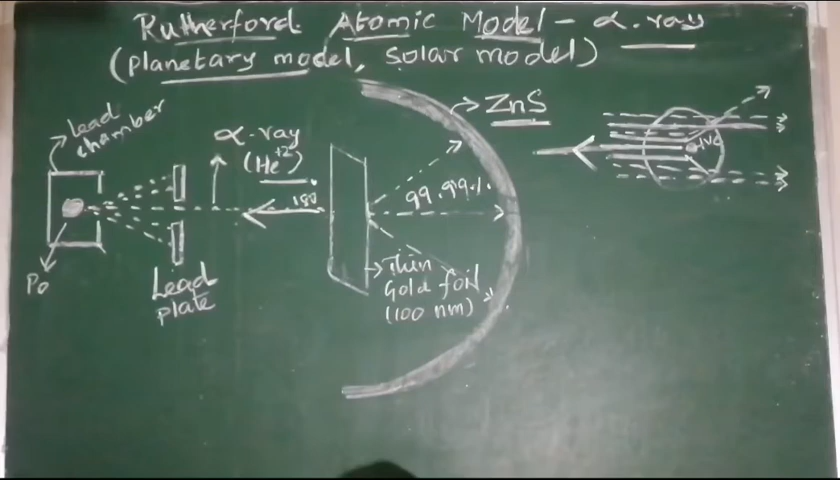 Rutherford Atomic Model - α.ray
(planetary model, solar model)
Lead
chamber
Po
Lead
plate
α.ray
(He+2)
180
ZnS
99.99%.
Thin
Gold foil
(100 nm)
+ve